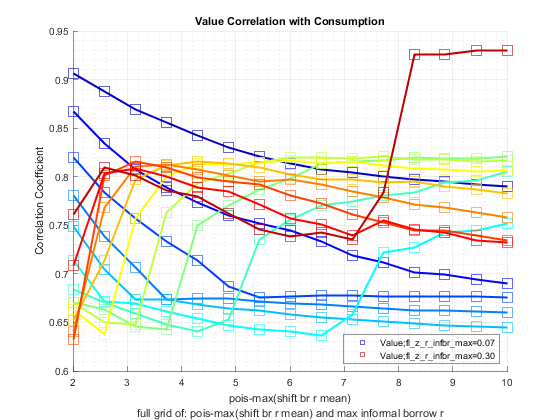 Value Correlation with Consumption
0.95
0.9
0.85
0.8
0.75
0.7
0.65
0.6
Correlation Coefficient
2
3
4
5
6
7
8
9
10
Value;fl_z_r_infbr_max=0.07
Value;fl_z_r_infbr_max=0.30
pois-max(shift br r mean)
full grid of: pois-max(shift br r mean) and max informal borrow r